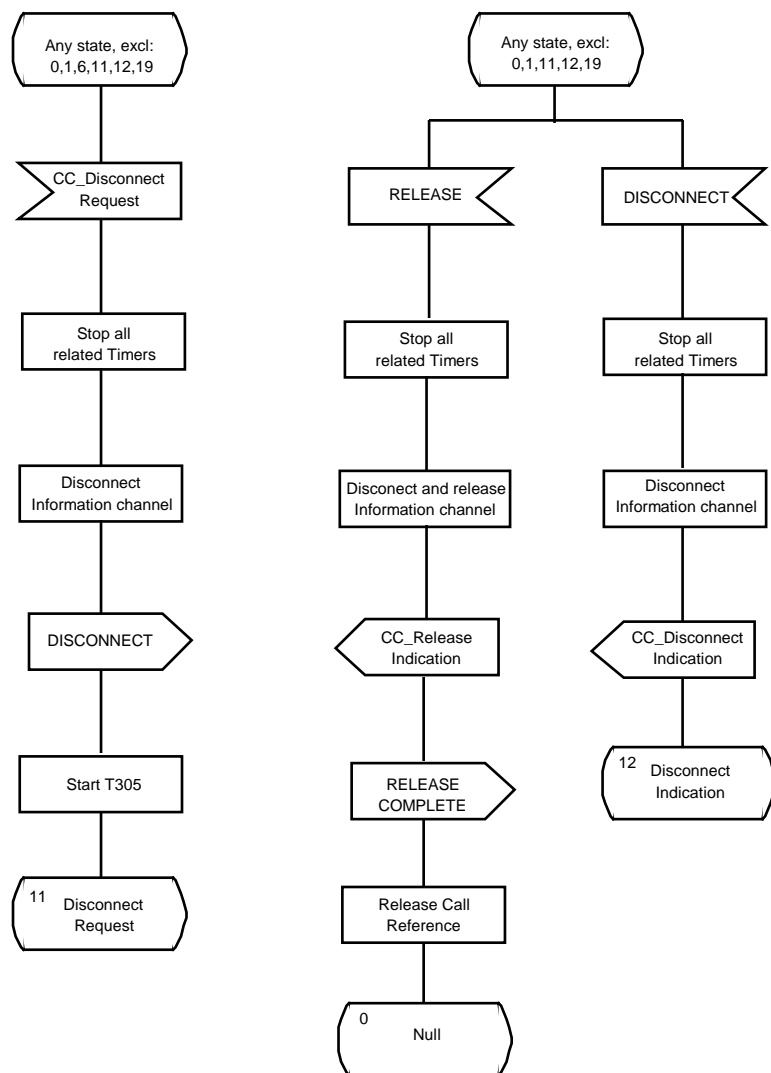 Any state, excl:
0,1,6,11,12,19
CC_Disconnect
Request
Stop all
related Timers
Disconnect
Information channel
DISCONNECT
Start T305
11
Disconnect
Request
Any state, excl:
0,1,11,12,19
RELEASE
Stop all
related Timers
Disconect and release
Information channel
CC_Release
Indication
RELEASE
COMPLETE
Release Call
Reference
0
Null
DISCONNECT
Stop all
related Timers
Disconnect
Information channel
CC_Disconnect
Indication
12
Disconnect
Indication